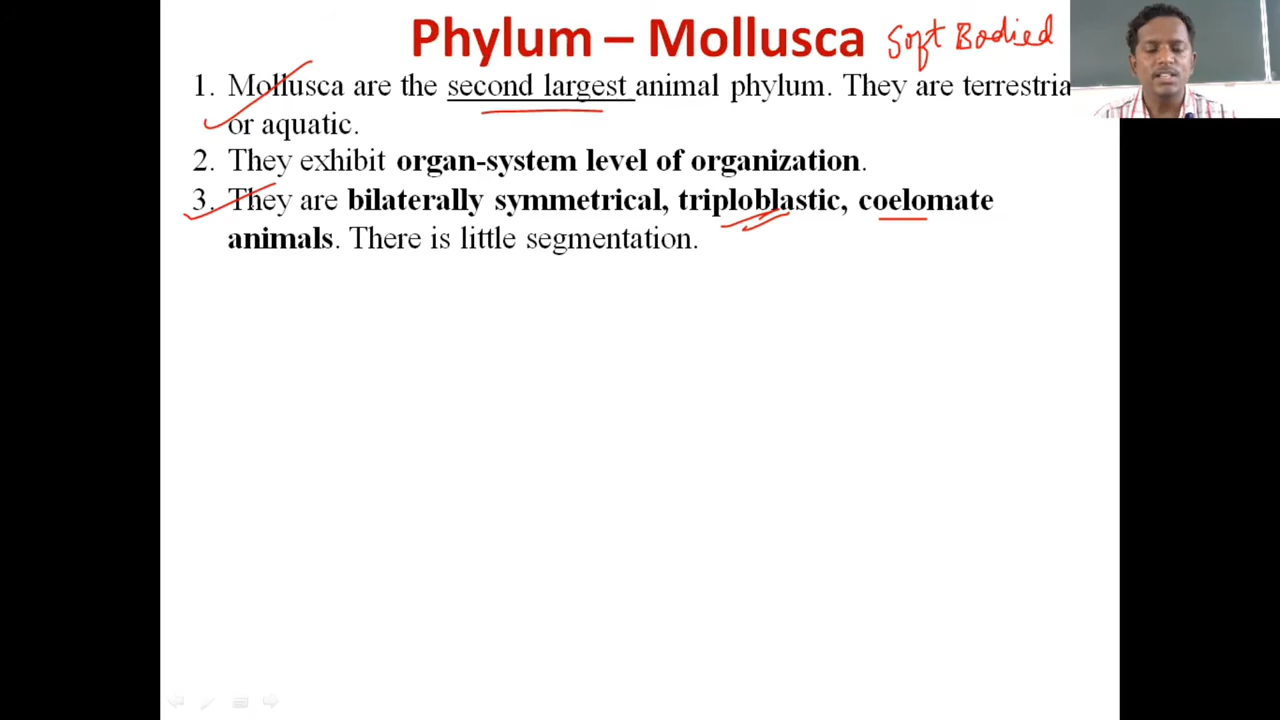 Phylum – Mollusca Soft Bodied
1. Mollusca are the second largest animal phylum. They are terrestria
or aquatic.
2. They exhibit organ-system level of organization.
3. They are bilaterally symmetrical, triploblastic, coelomate
animals. There is little segmentation.